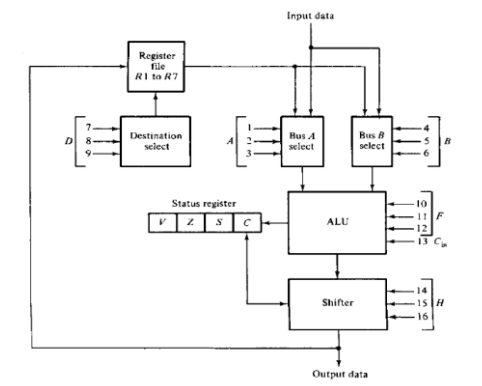 Input data
Register
file
R1 to R7
D
7
8
9
Destination
select
A
1
2
3
Bus A
select
Bus B
select
4
5
6
B
Status register
V Z S C
ALU
10
11
12
F
13 Cin
Shifter
14
15
16
H
Output data